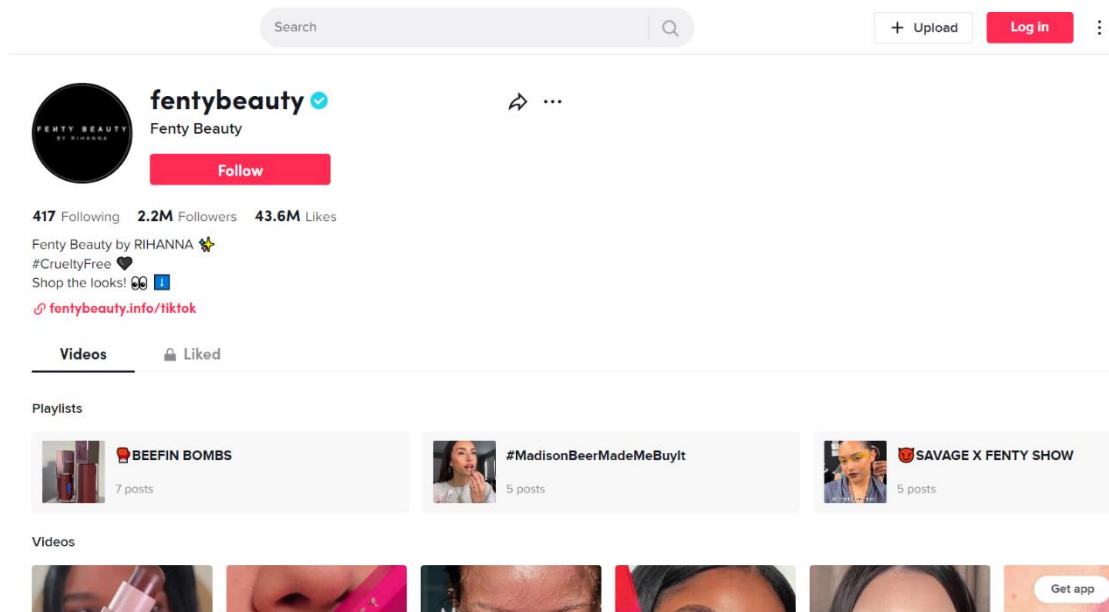 Search
+ Upload
Log in
FENTY BEAUTY
BY RIHANNA
fentybeauty
Fenty Beauty
Follow
417 Following 2.2M Followers 43.6M Likes
Fenty Beauty by RIHANNA ✨
#CrueltyFree 🖤
Shop the looks! 👀 ⬇️
fentybeauty.info/tiktok
Videos
Liked
Playlists
🥊BEEFIN BOMBS
7 posts
#MadisonBeerMadeMeBuyIt
5 posts
😈SAVAGE X FENTY SHOW
5 posts
Videos
Get app